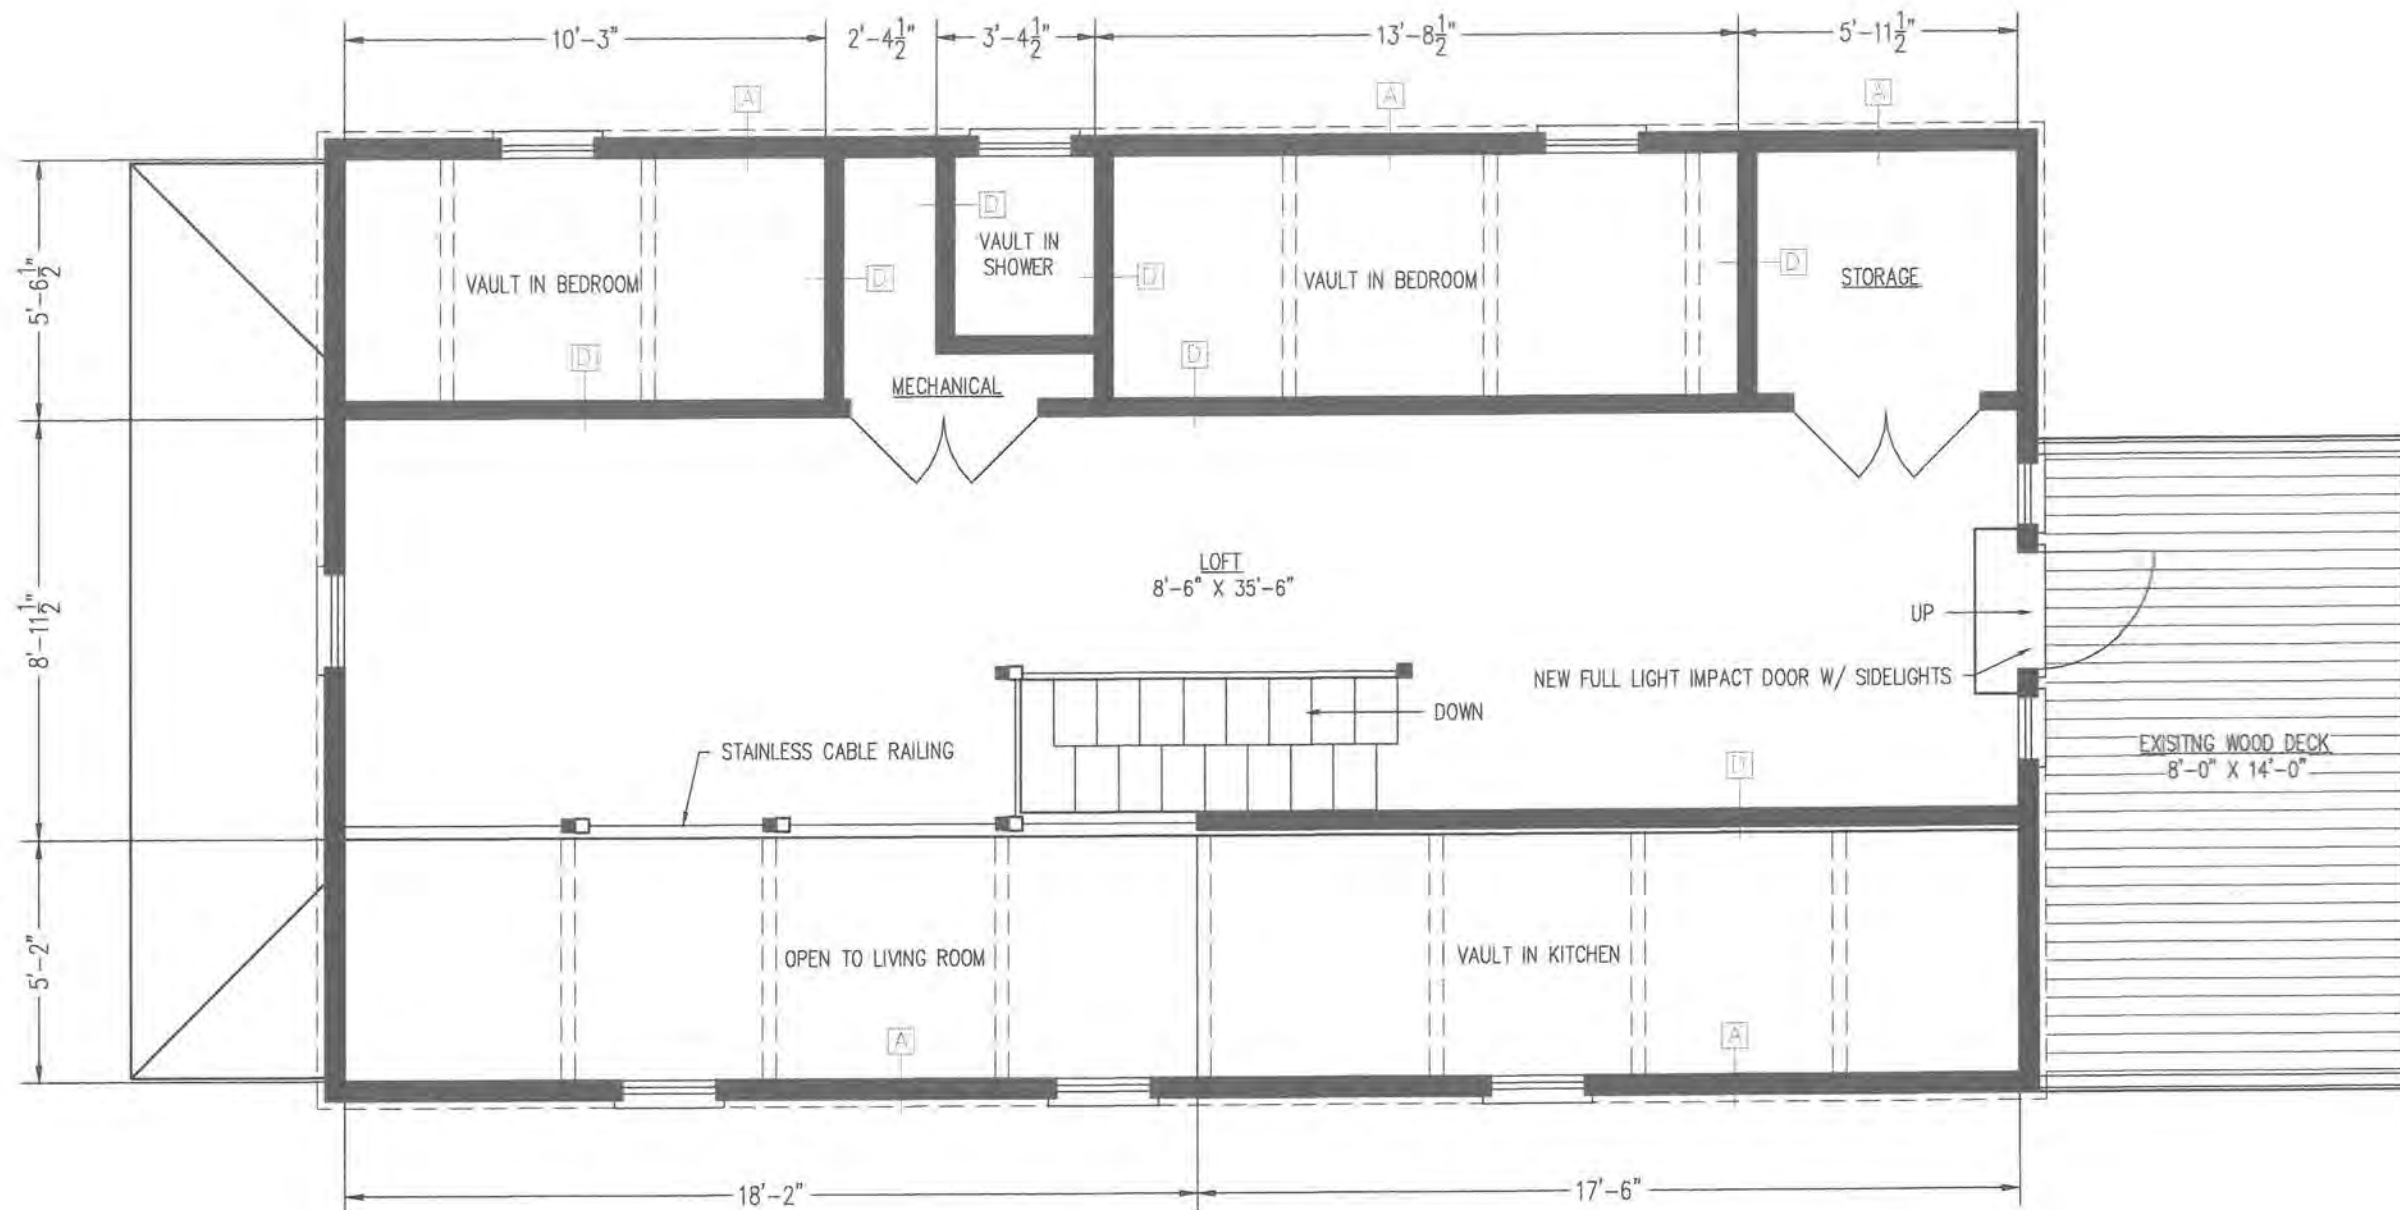 10'-3"
2'-4 1/2"
3'-4 1/2"
13'-8 1/2"
5'-11 1/2"
A
A
A
D
VAULT IN
SHOWER
VAULT IN BEDROOM
D
D
VAULT IN BEDROOM
D
STORAGE
5'-6 1/2"
D
D
MECHANICAL
LOFT
8'-6" X 35'-6"
8'-11 1/2"
UP
NEW FULL LIGHT IMPACT DOOR W/ SIDELIGHTS
DOWN
STAINLESS CABLE RAILING
D
EXISITNG WOOD DECK
8'-0" X 14'-0"
5'-2"
OPEN TO LIVING ROOM
VAULT IN KITCHEN
A
A
18'-2"
17'-6"